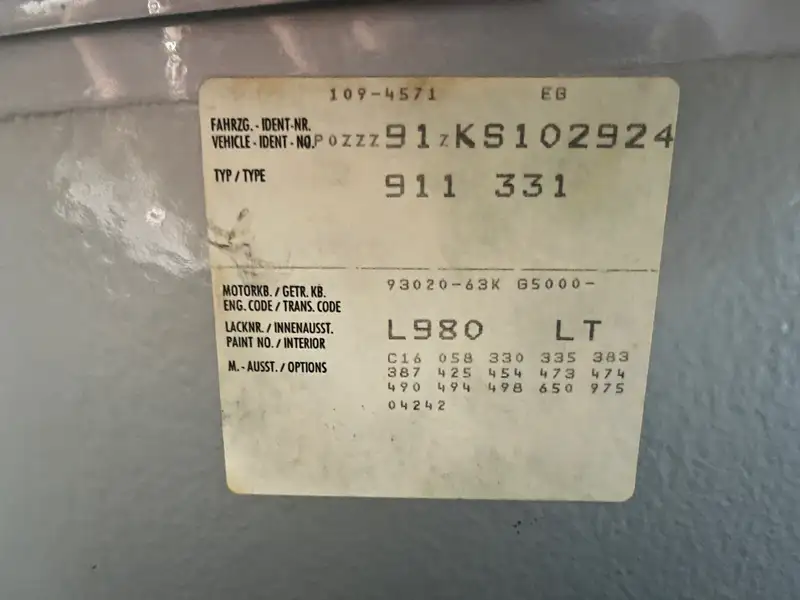 109-4571 EB
FAHRZG. - IDENT-NR.
VEHICLE - IDENT - NO. P0ZZZ91ZKS102924
TYP / TYPE 911 331
MOTORKB. / GETR. KB. 93020-63K G5000-
ENG. CODE / TRANS. CODE
LACKNR. / INNENAUSST. L980 LT
PAINT NO. / INTERIOR
M. - AUSST. / OPTIONS C16 058 330 335 383
387 425 454 473 474
490 494 498 650 975
04242